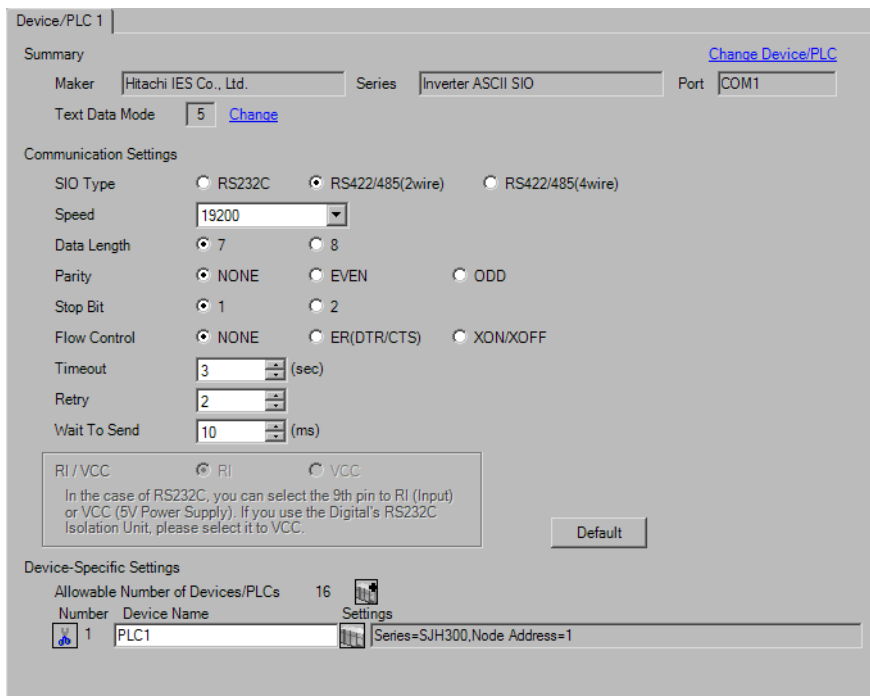 Device/PLC 1
Summary
Change Device/PLC
Maker Hitachi IES Co., Ltd. Series Inverter ASCII SIO Port COM1
Text Data Mode 5 Change
Communication Settings
SIO Type RS232C RS422/485(2wire) RS422/485(4wire)
Speed 19200
Data Length 7 8
Parity NONE EVEN ODD
Stop Bit 1 2
Flow Control NONE ER(DTR/CTS) XON/XOFF
Timeout 3 (sec)
Retry 2
Wait To Send 10 (ms)
RI / VCC RI VCC
In the case of RS232C, you can select the 9th pin to RI (Input)
or VCC (5V Power Supply). If you use the Digital's RS232C
Isolation Unit, please select it to VCC.
Default
Device-Specific Settings
Allowable Number of Devices/PLCs 16
Number Device Name Settings
1 PLC1 Series=SJH300,Node Address=1